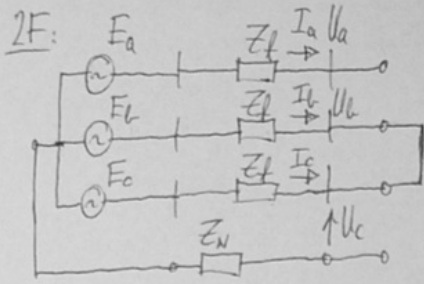 2F:
Ea Zf Ia Ua
Eb Zf Ib Ub
Ec Zf Ic
ZN Uc